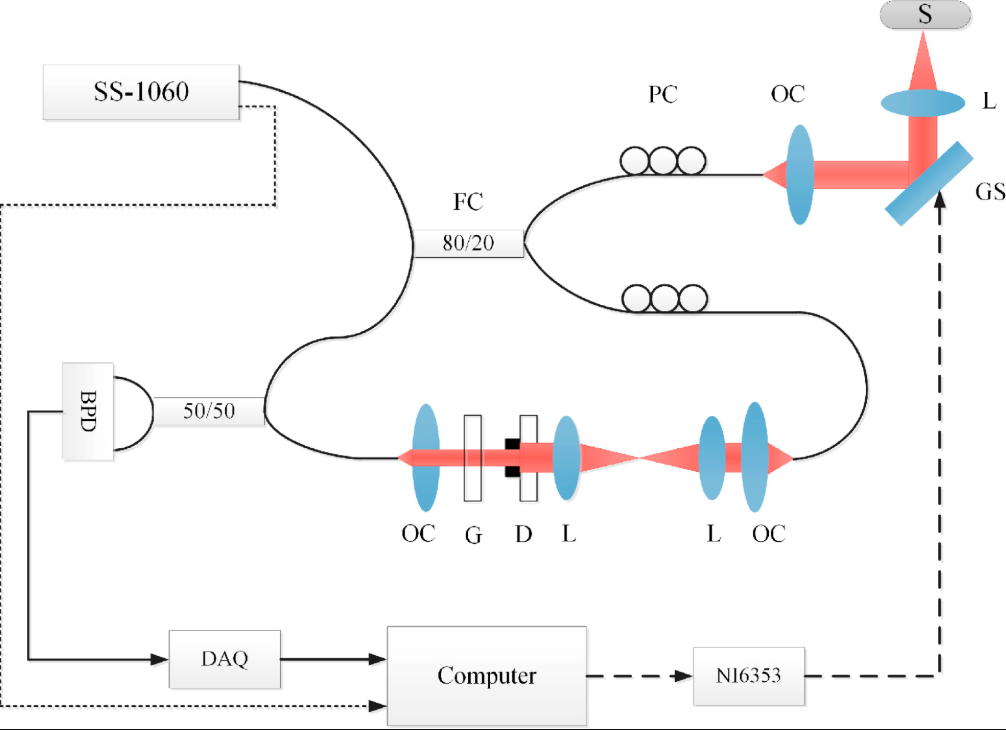 S
SS-1060
PC
OC
L
GS
FC
80/20
BPD
50/50
OC
G
D
L
L
OC
DAQ
Computer
NI6353